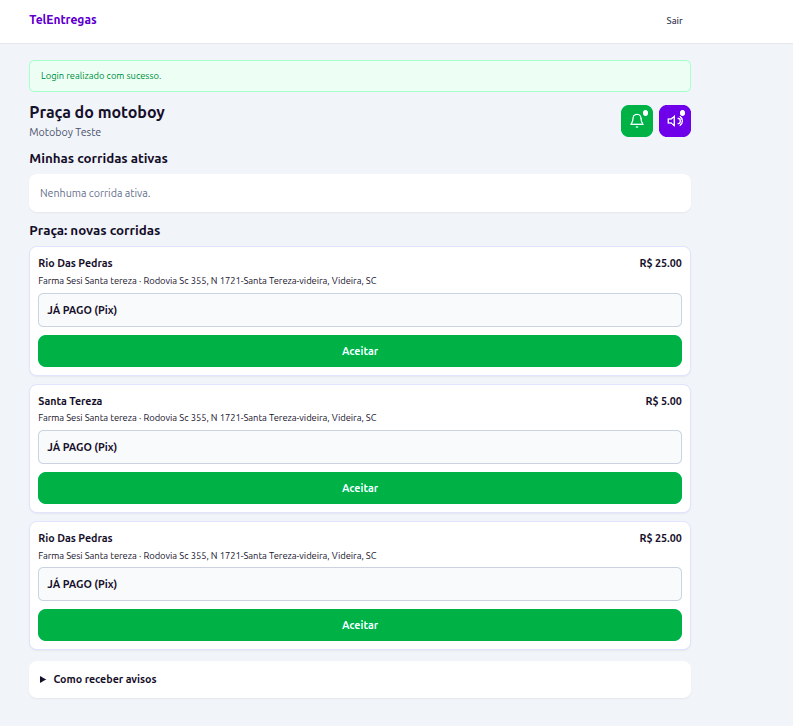 TelEntregas
Sair
Login realizado com sucesso.
Praça do motoboy
Motoboy Teste
Minhas corridas ativas
Nenhuma corrida ativa.
Praça: novas corridas
Rio Das Pedras R$ 25.00
Farma Sesi Santa tereza · Rodovia Sc 355, N 1721-Santa Tereza-videira, Videira, SC
JÁ PAGO (Pix)
Aceitar
Santa Tereza R$ 5.00
Farma Sesi Santa tereza · Rodovia Sc 355, N 1721-Santa Tereza-videira, Videira, SC
JÁ PAGO (Pix)
Aceitar
Rio Das Pedras R$ 25.00
Farma Sesi Santa tereza · Rodovia Sc 355, N 1721-Santa Tereza-videira, Videira, SC
JÁ PAGO (Pix)
Aceitar
Como receber avisos